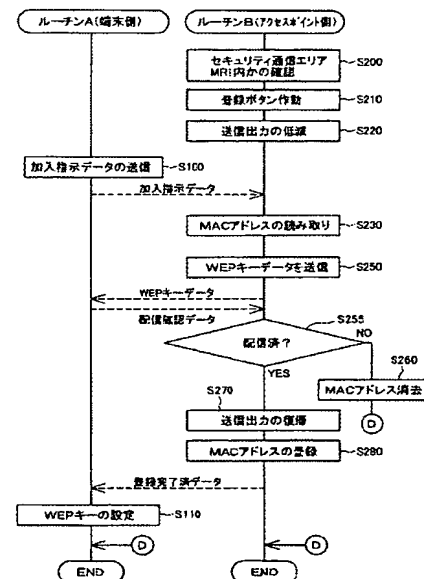 ルーチンA(端末側)
ルーチンB(アクセスポイント側)
セキュリティ通信エリア
MR1内かの確認
S200
登録ボタン作動
S210
送信出力の低減
S220
加入指示データの送信
S100
加入指示データ
MACアドレスの読み取り
S230
WEPキーデータを送信
S250
WEPキーデータ
配信確認データ
S255
配信済?
NO
YES
S260
MACアドレス消去
D
S270
送信出力の復帰
MACアドレスの登録
S280
登録完了済データ
WEPキーの設定
S110
D
D
END
END